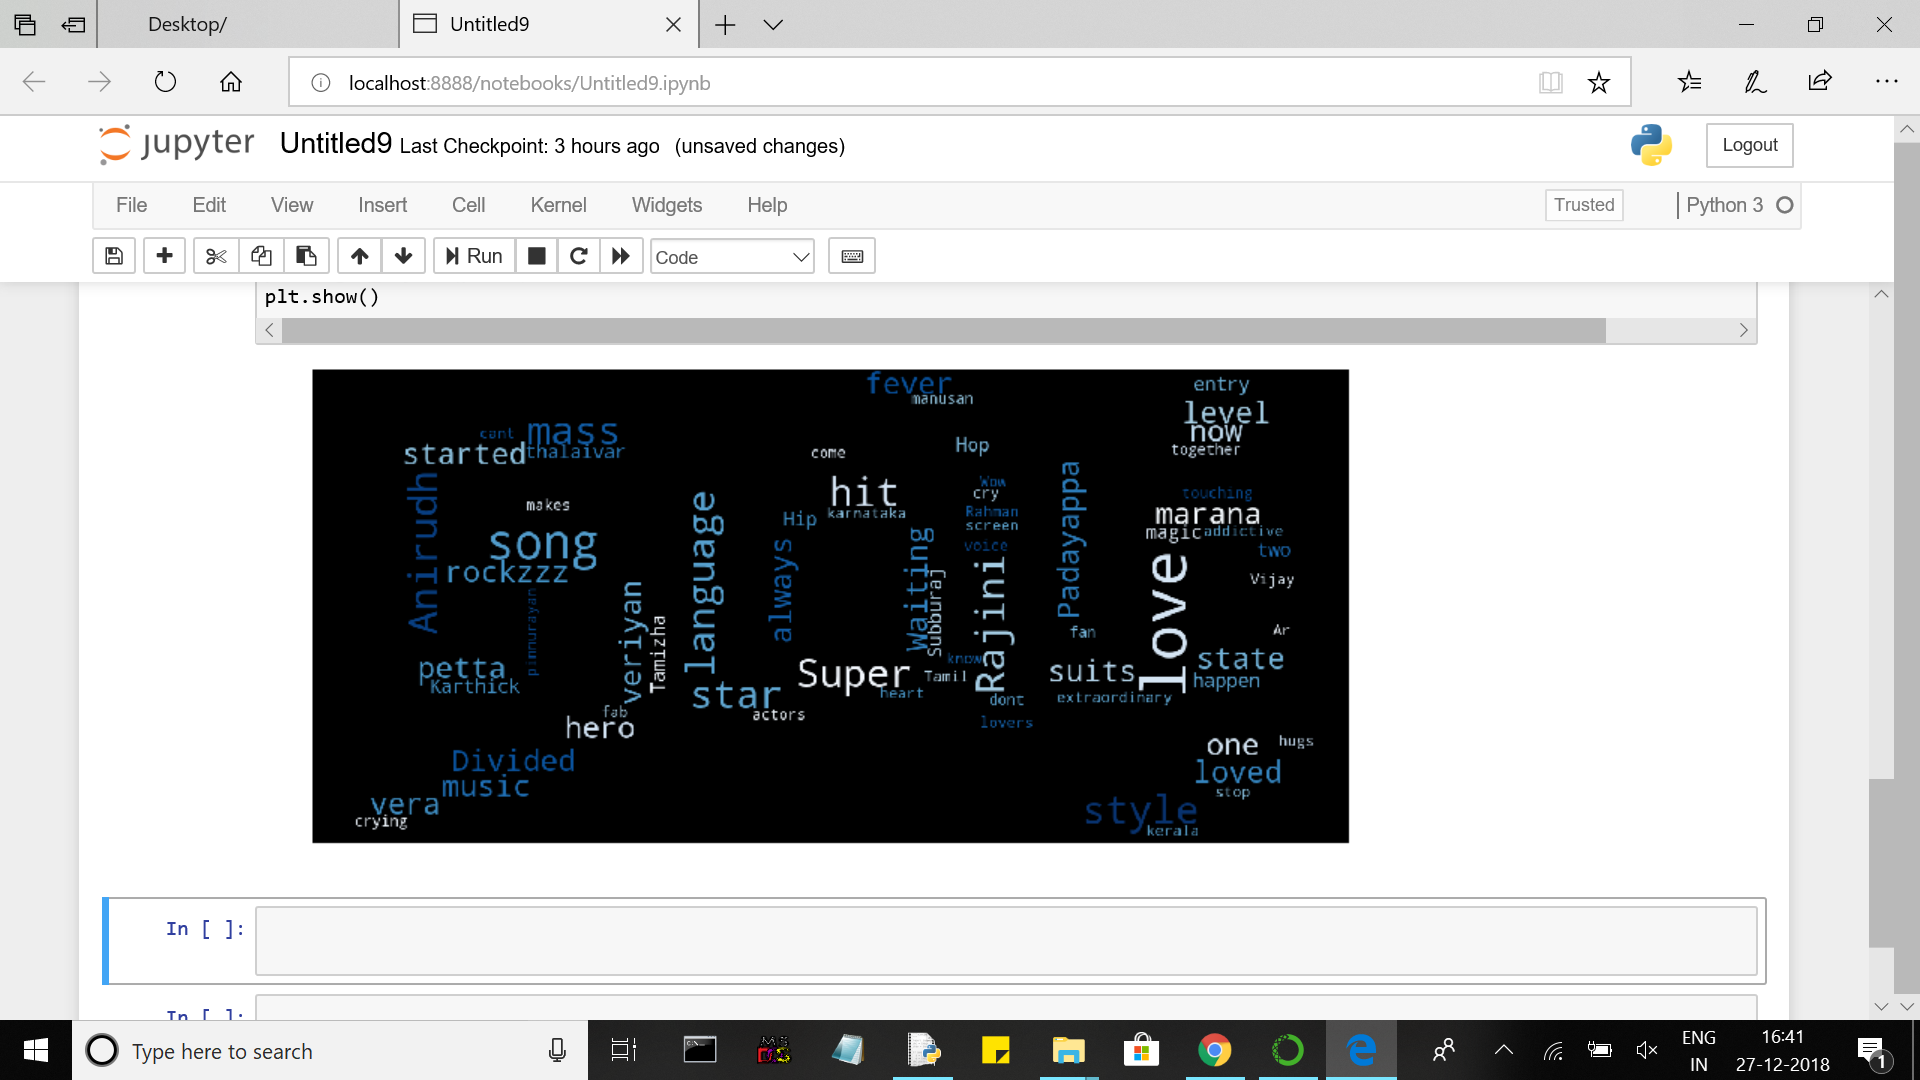 Desktop/
Untitled9
localhost:8888/notebooks/Untitled9.ipynb
jupyter Untitled9 Last Checkpoint: 3 hours ago (unsaved changes)
Logout
File Edit View Insert Cell Kernel Widgets Help
Trusted
Python 3
Run
Code
plt.show()
fever
manusan
entry
level
now
together
cant
mass
started
thalaivar
come
Hop
hit
karnataka
Hip
Wow
cry
Rahman
screen
voice
Padayappa
touching
marana
magic
addictive
two
Vijay
love
Anirudh
makes
song
rockzzz
pinnurayan
language
always
Waiting
Subburaj
Rajini
veriyan
Tamizha
fan
Ar
petta
Karthick
star
Super
know
Tamil
heart
actors
dont
lovers
suits
extraordinary
state
happen
fab
hero
Divided
music
vera
crying
one
hugs
loved
stop
style
kerala
In [ ]:
In [ ]:
Type here to search
ENG
IN
16:41
27-12-2018
1